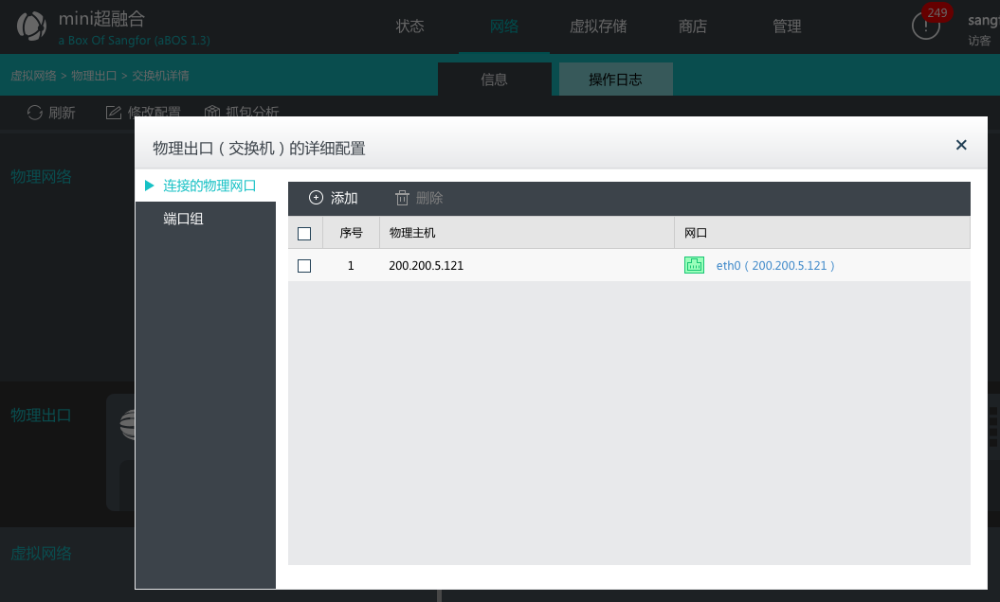 mini超融合
a Box Of Sangfor (aBOS 1.3)
状态
网络
虚拟存储
商店
管理
249
sangf
访客
虚拟网络 > 物理出口 > 交换机详情
信息
操作日志
刷新
修改配置
抓包分析
物理网络
物理出口
虚拟网络
物理出口 ( 交换机 ) 的详细配置
连接的物理网口
端口组
添加
删除
序号
物理主机
网口
1
200.200.5.121
eth0 ( 200.200.5.121 )